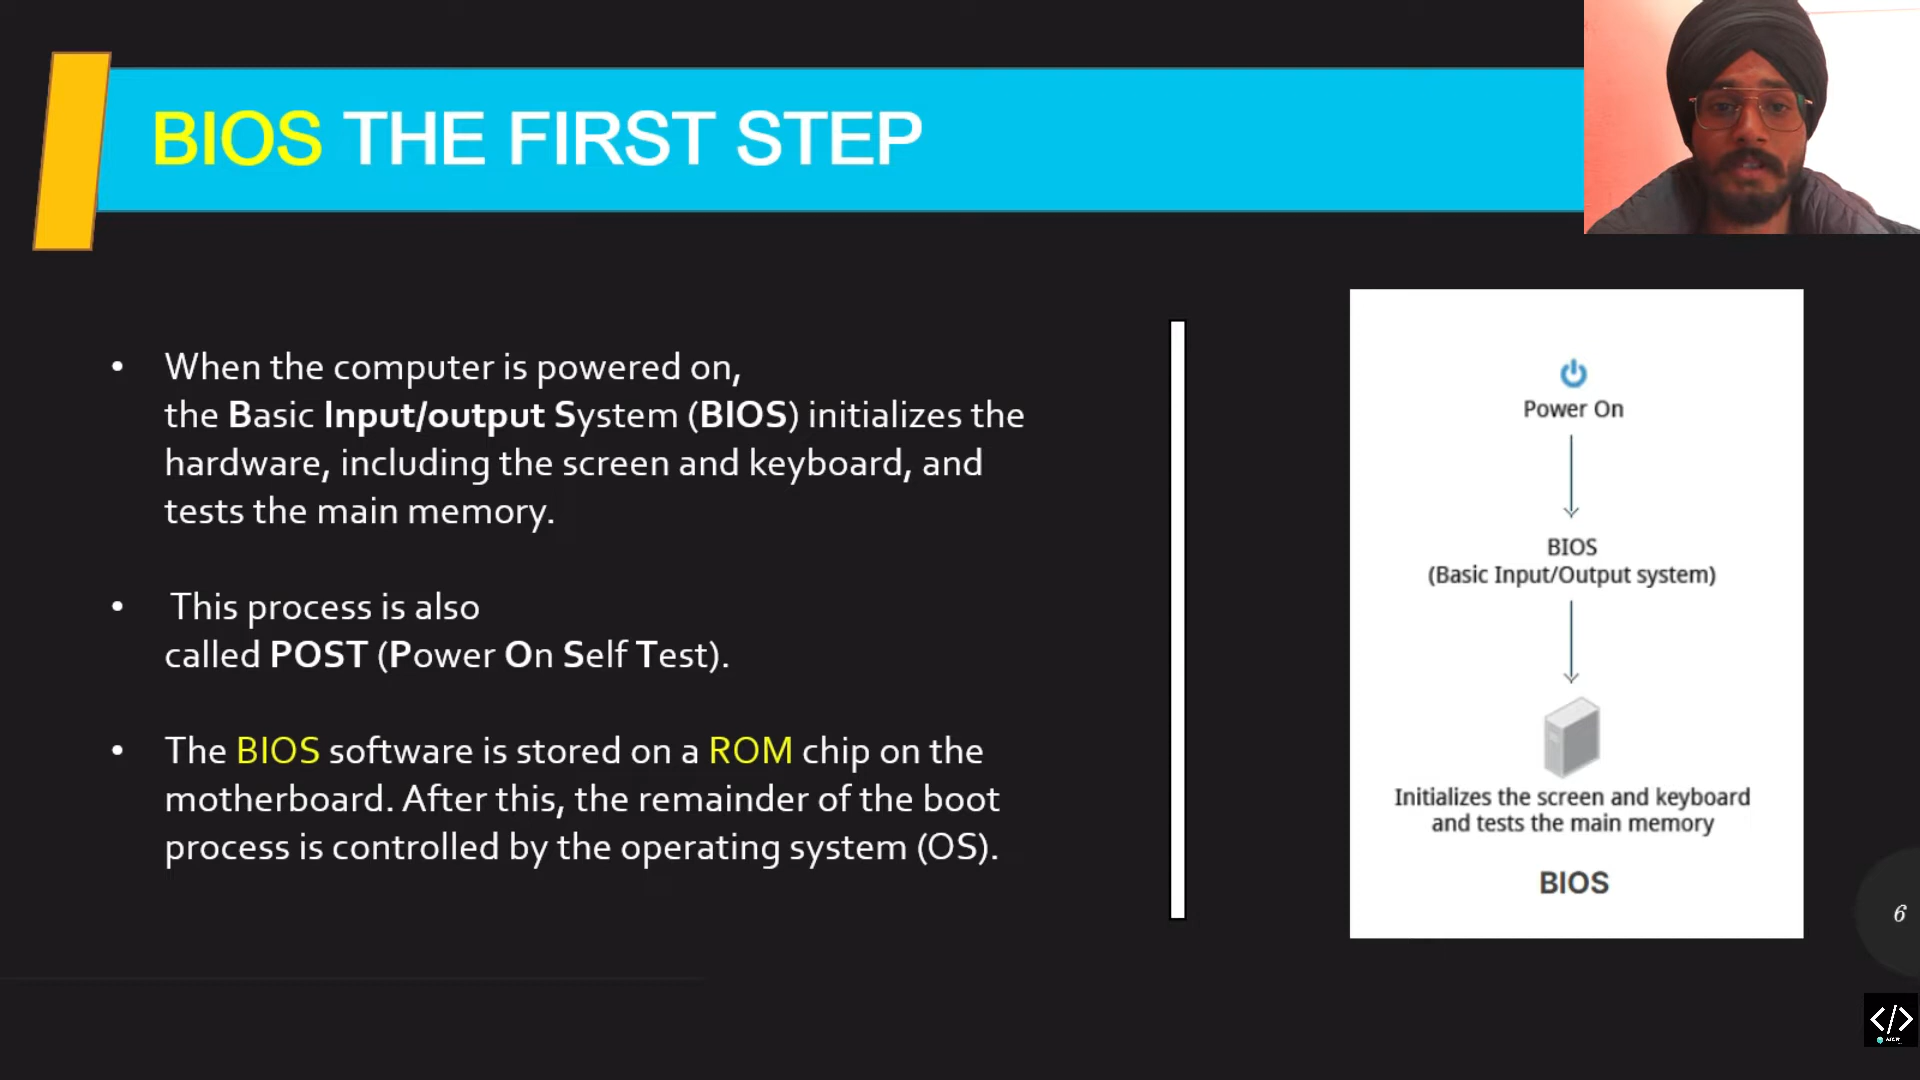 BIOS THE FIRST STEP
• When the computer is powered on,
the Basic Input/output System (BIOS) initializes the
hardware, including the screen and keyboard, and
tests the main memory.
• This process is also
called POST (Power On Self Test).
• The BIOS software is stored on a ROM chip on the
motherboard. After this, the remainder of the boot
process is controlled by the operating system (OS).
Power On
BIOS
(Basic Input/Output system)
Initializes the screen and keyboard
and tests the main memory
BIOS
6
</>